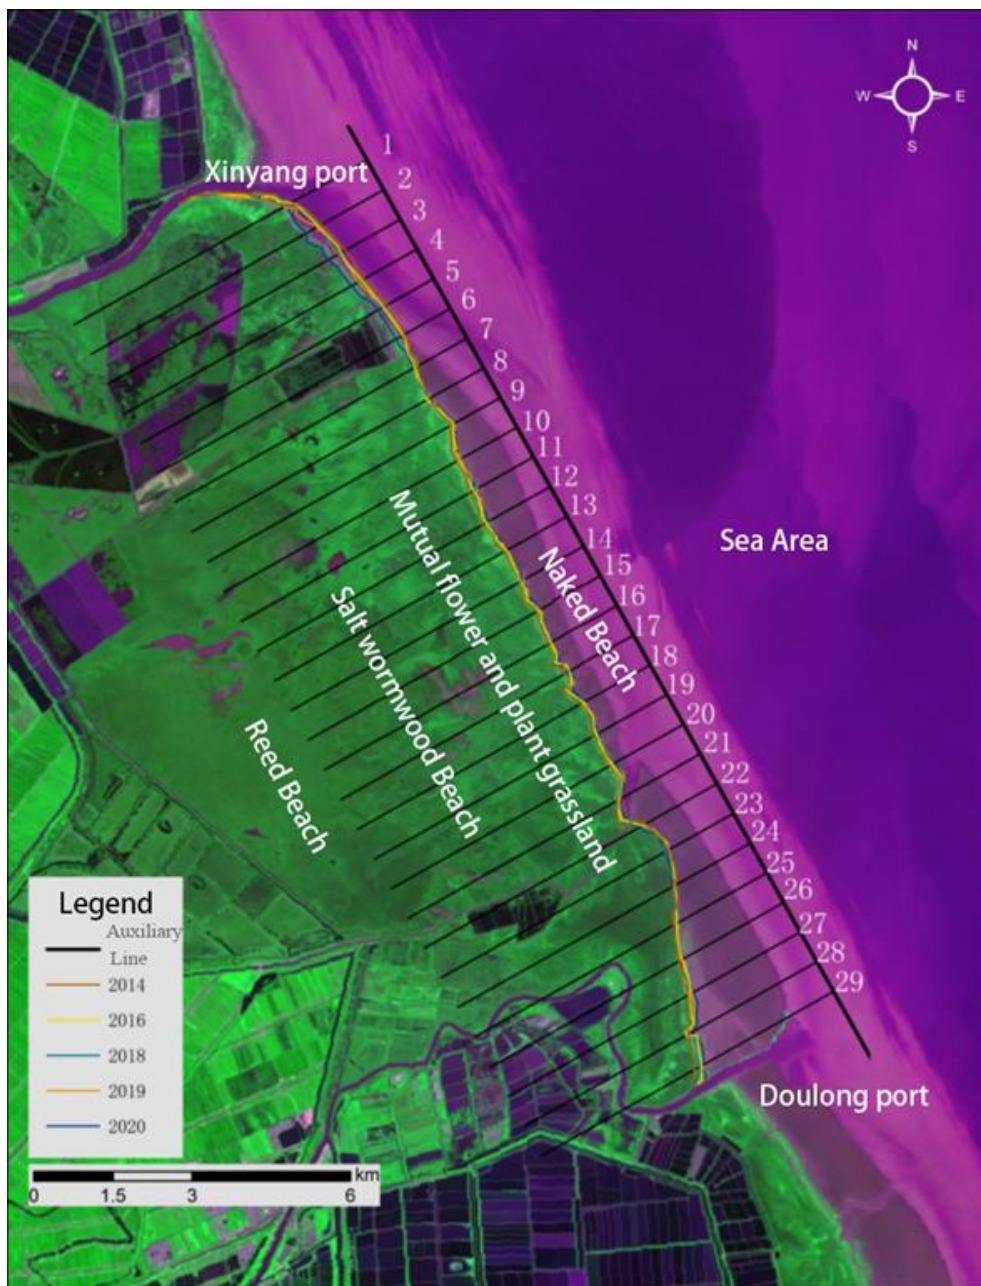 N
W E
S
1
Xinyang port
2
3
4
5
6
7
8
9
10
11
12
13
14
15
16
17
18
19
20
21
22
23
24
25
26
27
28
29
Sea Area
Naked Beach
Mutual flower and plant grassland
Salt wormwood Beach
Reed Beach
Doulong port
Legend
Auxiliary
Line
2014
2016
2018
2019
2020
km
0 1.5 3 6